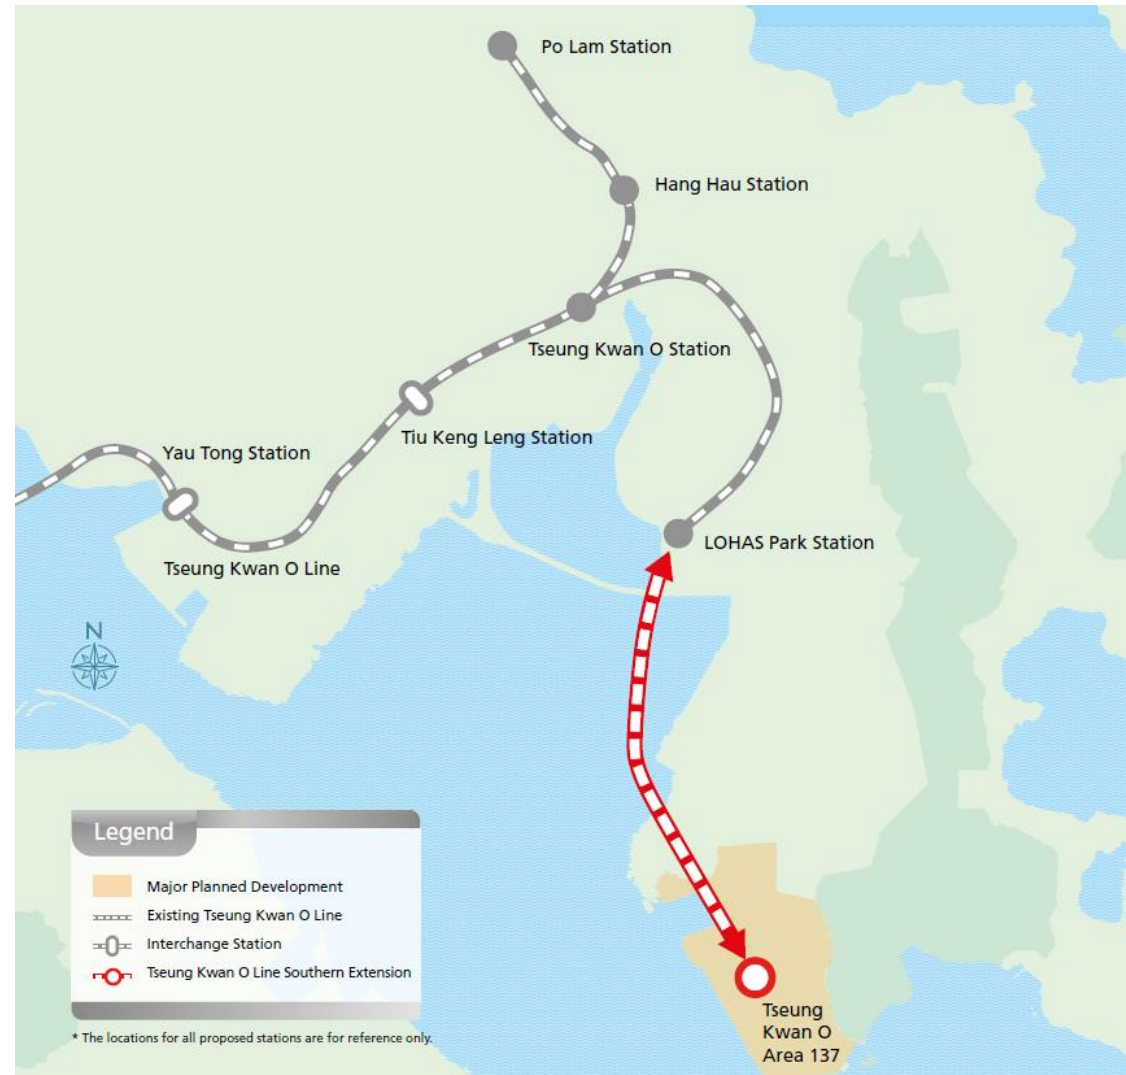 Po Lam Station
Hang Hau Station
Tseung Kwan O Station
Tiu Keng Leng Station
Yau Tong Station
LOHAS Park Station
Tseung Kwan O Line
N
Legend
Major Planned Development
Existing Tseung Kwan O Line
Interchange Station
Tseung Kwan O Line Southern Extension
Tseung
Kwan O
Area 137
* The locations for all proposed stations are for reference only.